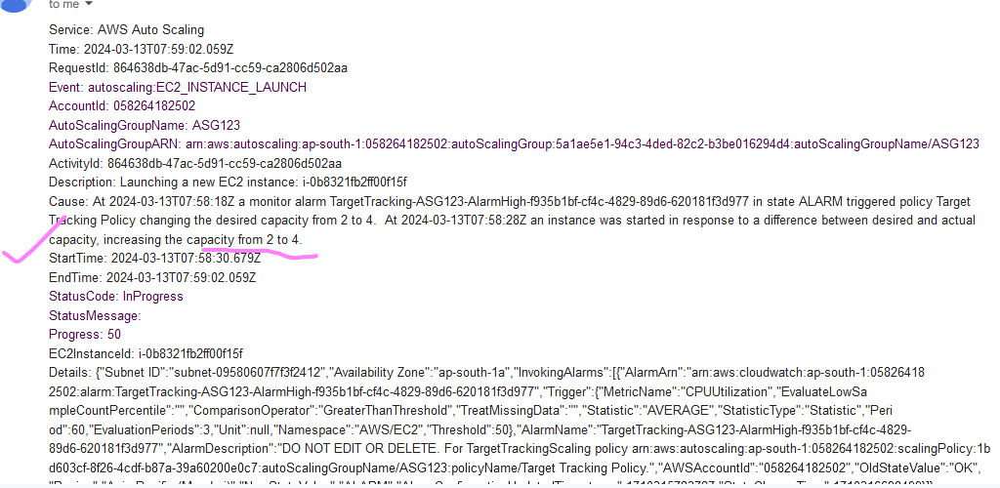 to me
Service: AWS Auto Scaling
Time: 2024-03-13T07:59:02.059Z
RequestId: 864638db-47ac-5d91-cc59-ca2806d502aa
Event: autoscaling:EC2_INSTANCE_LAUNCH
AccountId: 058264182502
AutoScalingGroupName: ASG123
AutoScalingGroupARN: arn:aws:autoscaling:ap-south-1:058264182502:autoScalingGroup:5a1ae5e1-94c3-4ded-82c2-b3be016294d4:autoScalingGroupName/ASG123
ActivityId: 864638db-47ac-5d91-cc59-ca2806d502aa
Description: Launching a new EC2 instance: i-0b8321fb2ff00f15f
Cause: At 2024-03-13T07:58:18Z a monitor alarm TargetTracking-ASG123-AlarmHigh-f935b1bf-cf4c-4829-89d6-620181f3d977 in state ALARM triggered policy Target
Tracking Policy changing the desired capacity from 2 to 4.  At 2024-03-13T07:58:28Z an instance was started in response to a difference between desired and actual
capacity, increasing the capacity from 2 to 4.
StartTime: 2024-03-13T07:58:30.679Z
EndTime: 2024-03-13T07:59:02.059Z
StatusCode: InProgress
StatusMessage:
Progress: 50
EC2InstanceId: i-0b8321fb2ff00f15f
Details: {"Subnet ID":"subnet-09580607f7f3f2412","Availability Zone":"ap-south-1a","InvokingAlarms":[{"AlarmArn":"arn:aws:cloudwatch:ap-south-1:05826418
2502:alarm:TargetTracking-ASG123-AlarmHigh-f935b1bf-cf4c-4829-89d6-620181f3d977","Trigger":{"MetricName":"CPUUtilization","EvaluateLowSa
mpleCountPercentile":"","ComparisonOperator":"GreaterThanThreshold","TreatMissingData":"","Statistic":"AVERAGE","StatisticType":"Statistic","Peri
od":60,"EvaluationPeriods":3,"Unit":null,"Namespace":"AWS/EC2","Threshold":50},"AlarmName":"TargetTracking-ASG123-AlarmHigh-f935b1bf-cf4c-4829-
89d6-620181f3d977","AlarmDescription":"DO NOT EDIT OR DELETE. For TargetTrackingScaling policy arn:aws:autoscaling:ap-south-1:058264182502:scalingPolicy:1b
d603cf-8f26-4cdf-b87a-39a60200e0c7:autoScalingGroupName/ASG123:policyName/Target Tracking Policy.","AWSAccountId":"058264182502","OldStateValue":"OK",